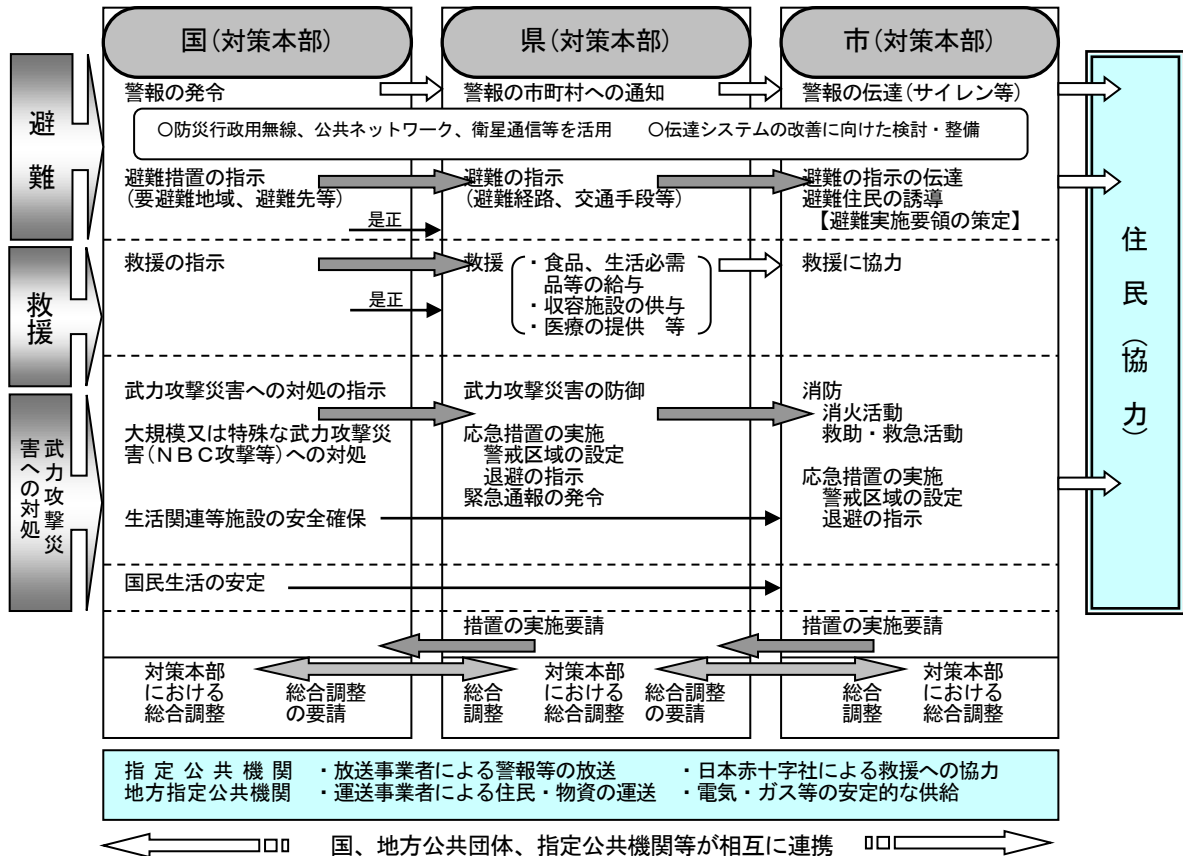 国(対策本部)
県(対策本部)
市(対策本部)
避難
警報の発令
警報の市町村への通知
警報の伝達(サイレン等)
○防災行政用無線、公共ネットワーク、衛星通信等を活用 ○伝達システムの改善に向けた検討・整備
避難措置の指示
(要避難地域、避難先等)
是正
避難の指示
(避難経路、交通手段等)
避難の指示の伝達
避難住民の誘導
【避難実施要領の策定】
救援
救援の指示
是正
救援
・食品、生活必需
品等の給与
・収容施設の供与
・医療の提供 等
救援に協力
武力攻撃災
害への対処
武力攻撃災害への対処の指示
大規模又は特殊な武力攻撃災
害(NBC攻撃等)への対処
生活関連等施設の安全確保
武力攻撃災害の防御
応急措置の実施
警戒区域の設定
退避の指示
緊急通報の発令
消防
消火活動
救助・救急活動
応急措置の実施
警戒区域の設定
退避の指示
国民生活の安定
措置の実施要請
措置の実施要請
対策本部
における
総合調整
総合調整
の要請
総合
調整
対策本部
における
総合調整
総合調整
の要請
総合
調整
対策本部
における
総合調整
住民(協力)
指定公共機関 ・放送事業者による警報等の放送 ・日本赤十字社による救援への協力
地方指定公共機関 ・運送事業者による住民・物資の運送 ・電気・ガス等の安定的な供給
国、地方公共団体、指定公共機関等が相互に連携